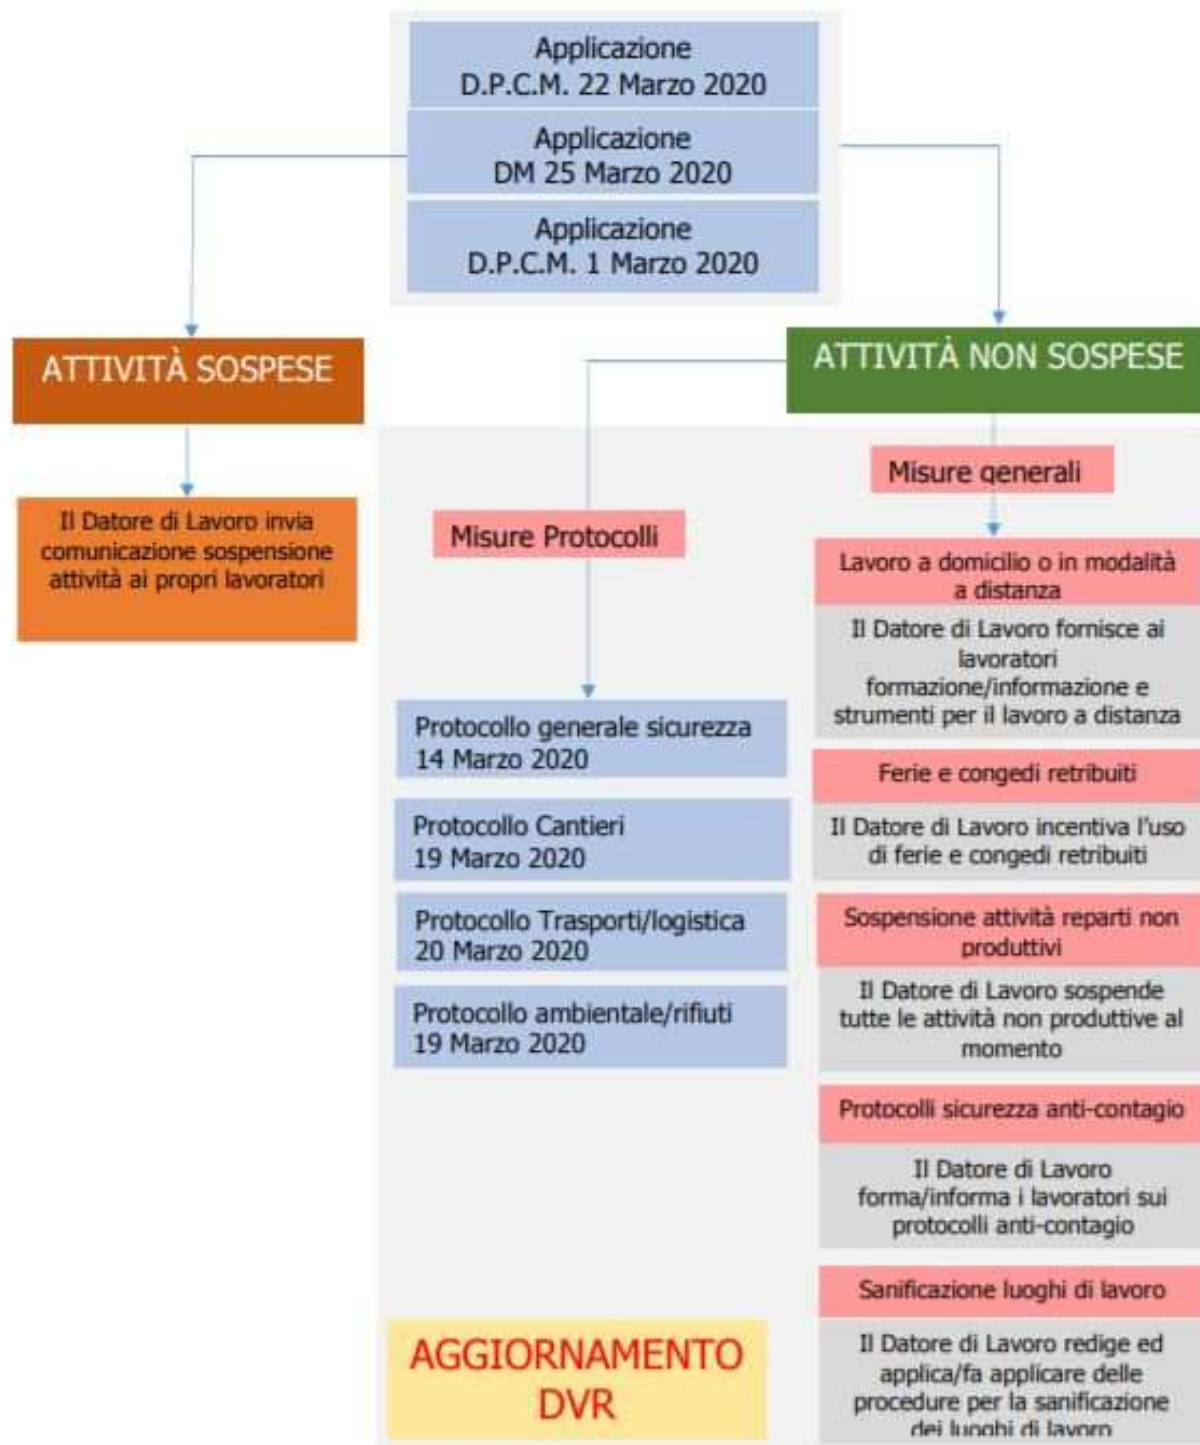 Applicazione
D.P.C.M. 22 Marzo 2020
Applicazione
DM 25 Marzo 2020
Applicazione
D.P.C.M. 1 Marzo 2020
ATTIVITÀ SOSPESE
Il Datore di Lavoro invia
comunicazione sospensione
attività ai propri lavoratori
ATTIVITÀ NON SOSPESE
Misure Protocolli
Protocollo generale sicurezza
14 Marzo 2020
Protocollo Cantieri
19 Marzo 2020
Protocollo Trasporti/logistica
20 Marzo 2020
Protocollo ambientale/rifiuti
19 Marzo 2020
Misure generali
Lavoro a domicilio o in modalità
a distanza
Il Datore di Lavoro fornisce ai
lavoratori
formazione/informazione e
strumenti per il lavoro a distanza
Ferie e congedi retribuiti
Il Datore di Lavoro incentiva l'uso
di ferie e congedi retribuiti
Sospensione attività reparti non
produttivi
Il Datore di Lavoro sospende
tutte le attività non produttive al
momento
Protocolli sicurezza anti-contagio
Il Datore di Lavoro
forma/informa i lavoratori sui
protocolli anti-contagio
Sanificazione luoghi di lavoro
Il Datore di Lavoro redige ed
applica/fa applicare delle
procedure per la sanificazione
dei luoghi di lavoro
AGGIORNAMENTO
DVR